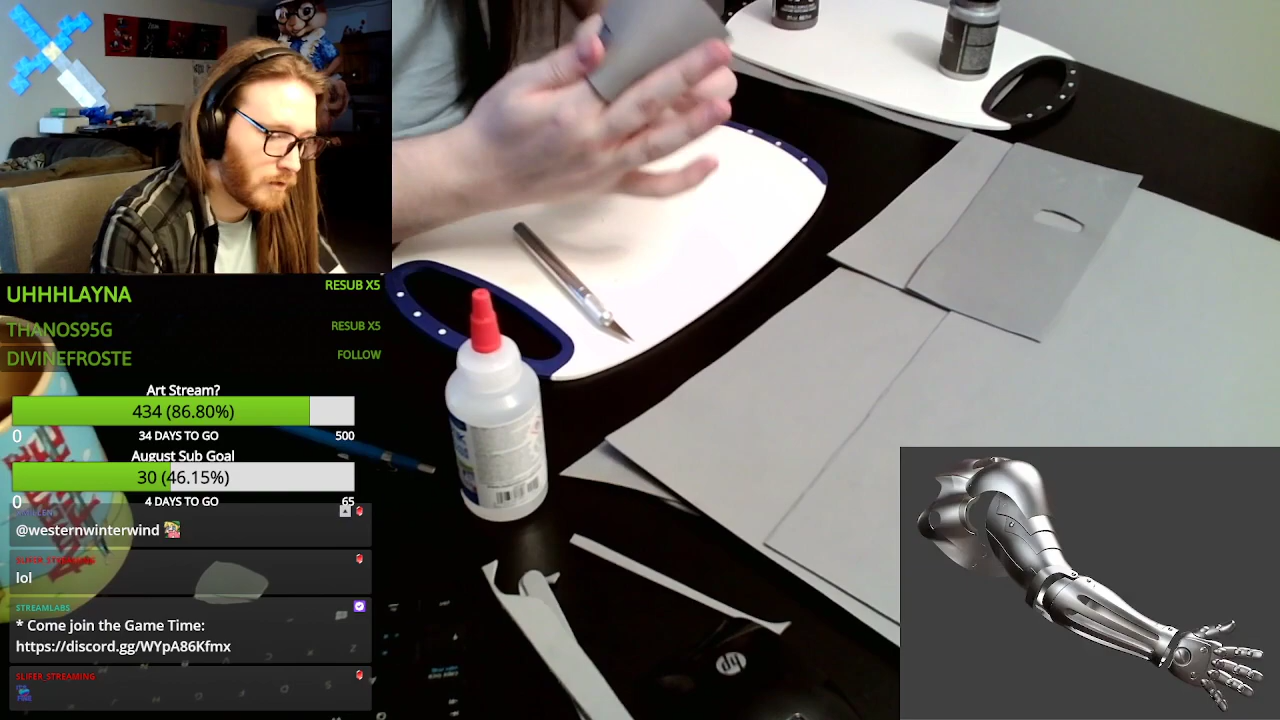 UHHHLAYNA
RESUB X5
THANOS95G
RESUB X5
DIVINEFROSTE
FOLLOW
Art Stream?
434 (86.80%)
0
34 DAYS TO GO
500
August Sub Goal
30 (46.15%)
0
4 DAYS TO GO
65
@westernwinterwind
lol
STREAMLABS
* Come join the Game Time:
https://discord.gg/WYpA86Kfmx
SLIFER_STREAMING
hp